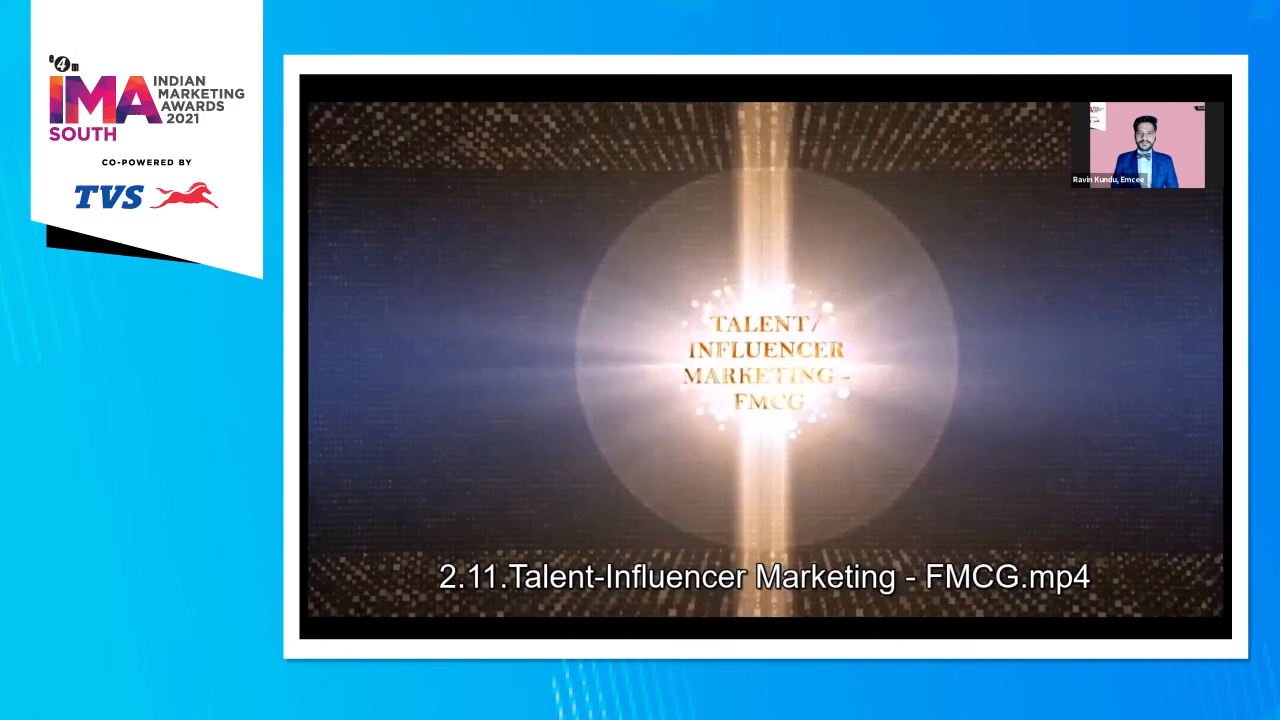 e4m
IMA INDIAN
MARKETING
AWARDS
2021
SOUTH
CO-POWERED BY
TVS
Ravin Kundu, Emcee
TALENT/
INFLUENCER
MARKETING -
FMCG
2.11.Talent-Influencer Marketing - FMCG.mp4